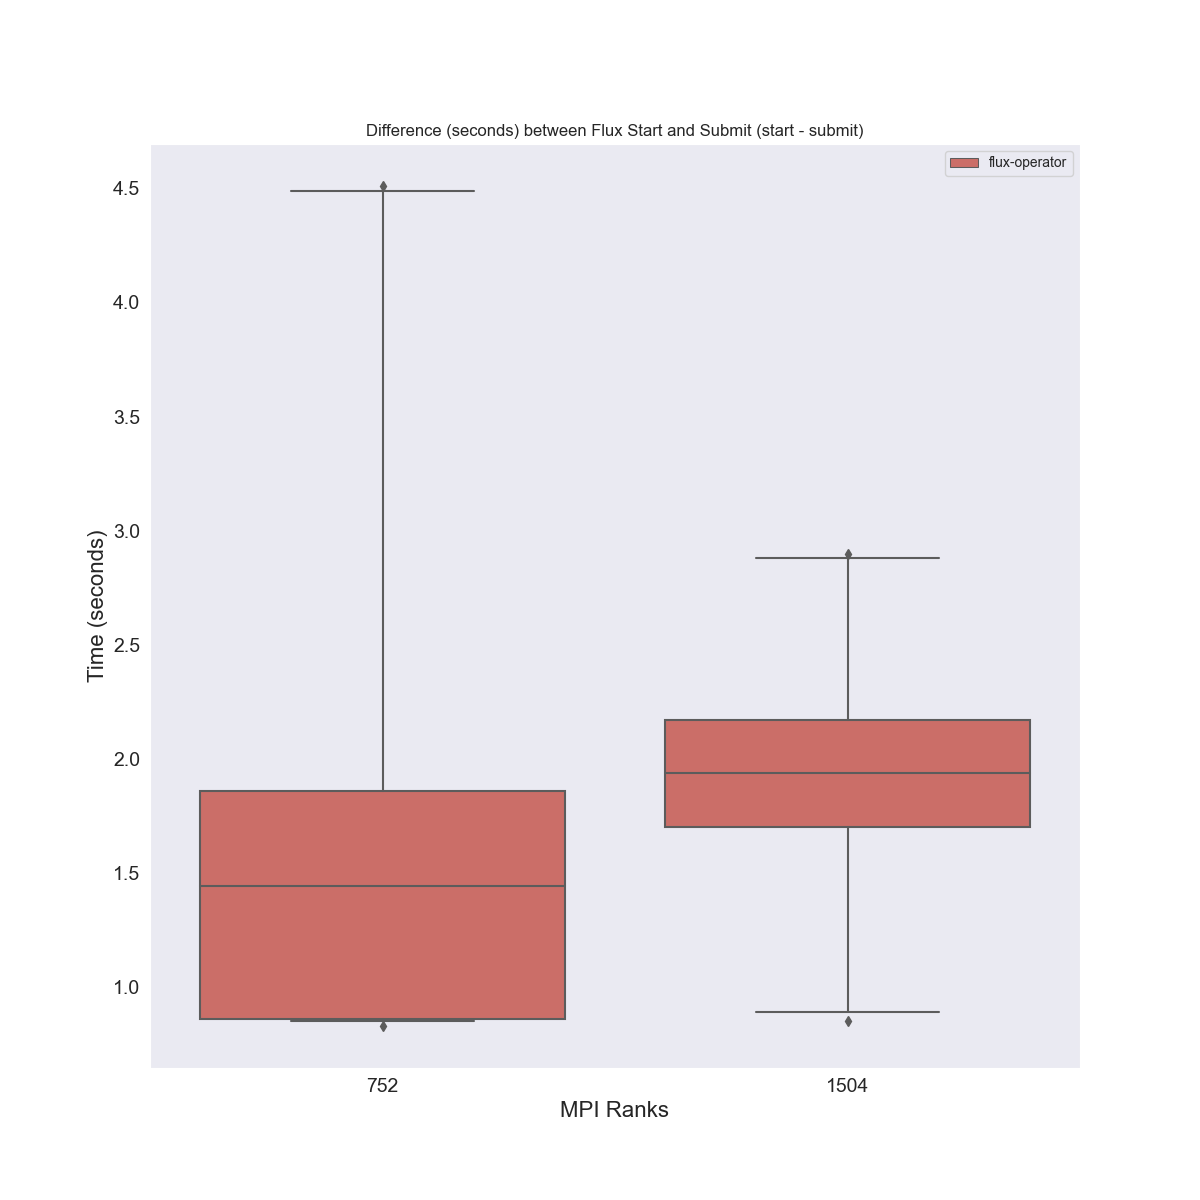 Difference (seconds) between Flux Start and Submit (start - submit)
flux-operator
4.5
4.0
3.5
3.0
2.5
2.0
1.5
1.0
Time (seconds)
752
1504
MPI Ranks